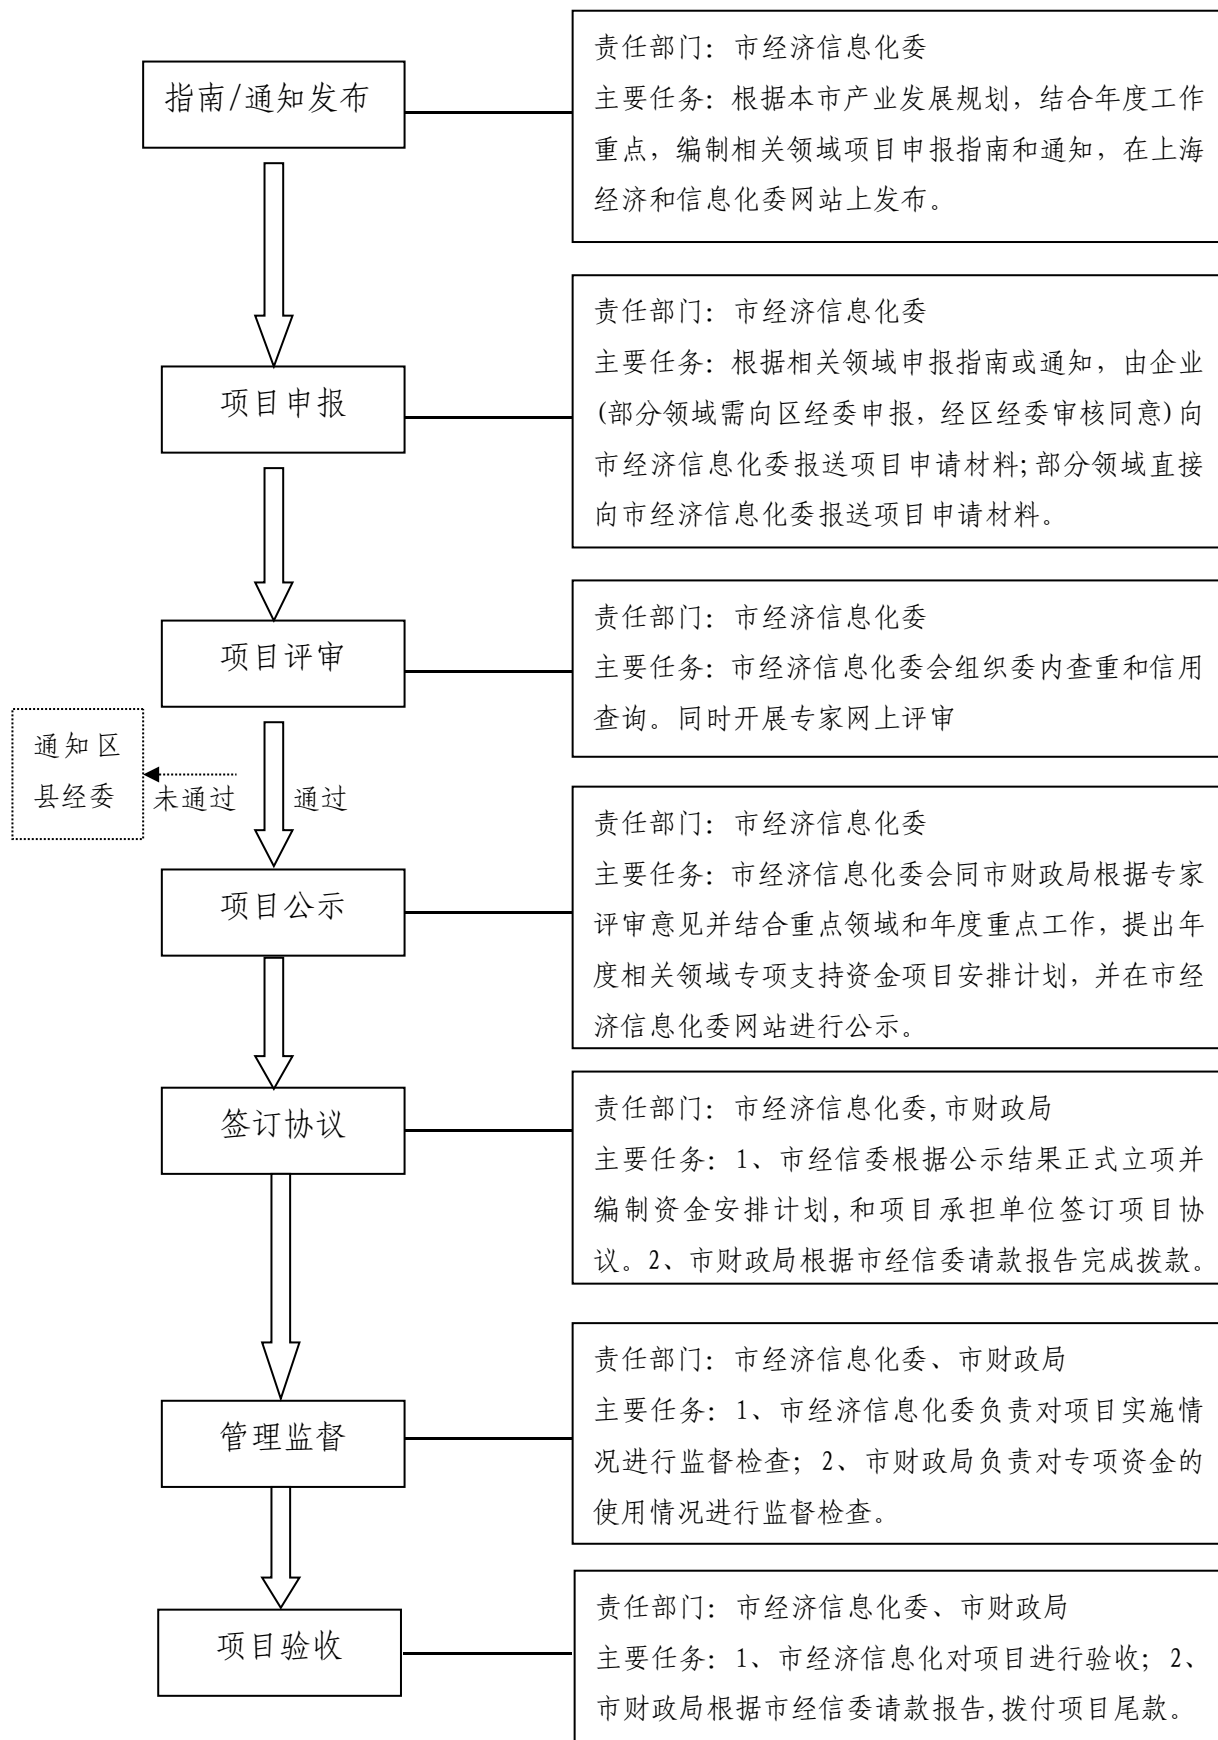 指南/通知发布
责任部门：市经济信息化委
主要任务：根据本市产业发展规划，结合年度工作
重点，编制相关领域项目申报指南和通知，在上海
经济和信息化委网站上发布。
项目申报
责任部门：市经济信息化委
主要任务：根据相关领域申报指南或通知，由企业
(部分领域需向区经委申报，经区经委审核同意)向
市经济信息化委报送项目申请材料;部分领域直接
向市经济信息化委报送项目申请材料。
项目评审
责任部门：市经济信息化委
主要任务：市经济信息化委会组织委内查重和信用
查询。同时开展专家网上评审
通知区
县经委
未通过
通过
项目公示
责任部门：市经济信息化委
主要任务：市经济信息化委会同市财政局根据专家
评审意见并结合重点领域和年度重点工作，提出年
度相关领域专项支持资金项目安排计划，并在市经
济信息化委网站进行公示。
签订协议
责任部门：市经济信息化委,市财政局
主要任务：1、市经信委根据公示结果正式立项并
编制资金安排计划,和项目承担单位签订项目协
议。2、市财政局根据市经信委请款报告完成拨款。
管理监督
责任部门：市经济信息化委、市财政局
主要任务：1、市经济信息化委负责对项目实施情
况进行监督检查；2、市财政局负责对专项资金的
使用情况进行监督检查。
项目验收
责任部门：市经济信息化委、市财政局
主要任务：1、市经济信息化对项目进行验收；2、
市财政局根据市经信委请款报告,拨付项目尾款。